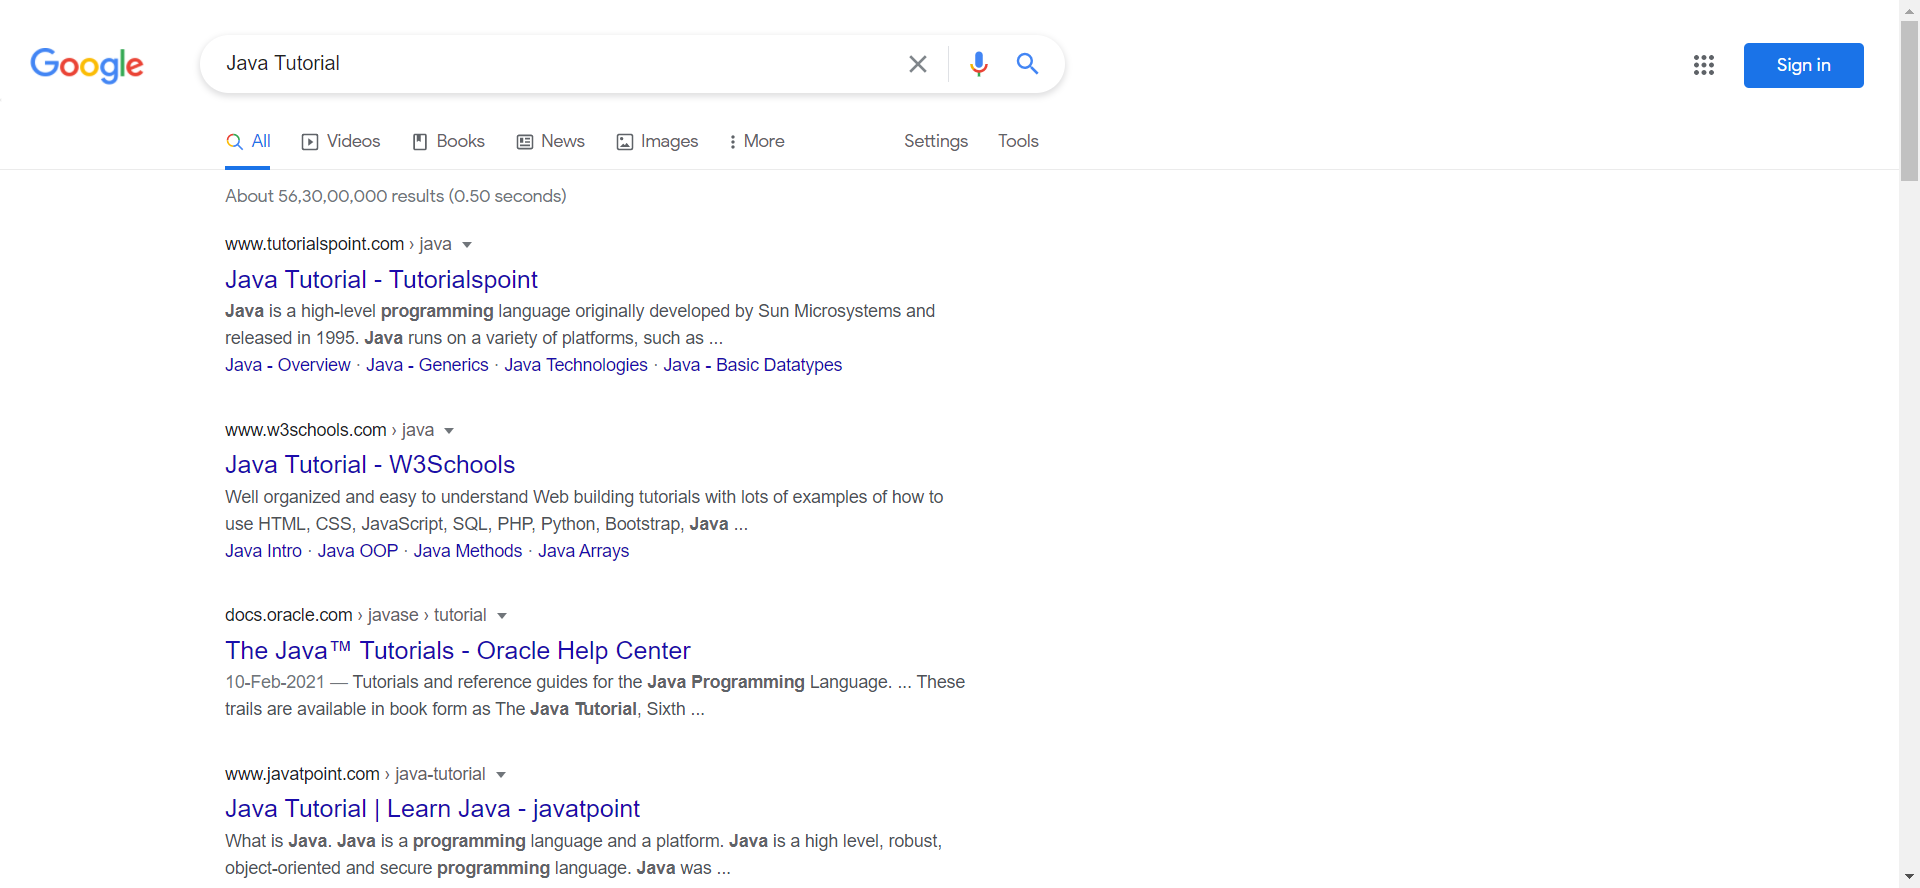 Google
Java Tutorial
Sign in
All Videos Books News Images More Settings Tools
About 56,30,00,000 results (0.50 seconds)
www.tutorialspoint.com › java
Java Tutorial - Tutorialspoint
Java is a high-level programming language originally developed by Sun Microsystems and
released in 1995. Java runs on a variety of platforms, such as ...
Java - Overview · Java - Generics · Java Technologies · Java - Basic Datatypes
www.w3schools.com › java
Java Tutorial - W3Schools
Well organized and easy to understand Web building tutorials with lots of examples of how to
use HTML, CSS, JavaScript, SQL, PHP, Python, Bootstrap, Java ...
Java Intro · Java OOP · Java Methods · Java Arrays
docs.oracle.com › javase › tutorial
The Java™ Tutorials - Oracle Help Center
10-Feb-2021 — Tutorials and reference guides for the Java Programming Language. ... These
trails are available in book form as The Java Tutorial, Sixth ...
www.javatpoint.com › java-tutorial
Java Tutorial | Learn Java - javatpoint
What is Java. Java is a programming language and a platform. Java is a high level, robust,
object-oriented and secure programming language. Java was ...